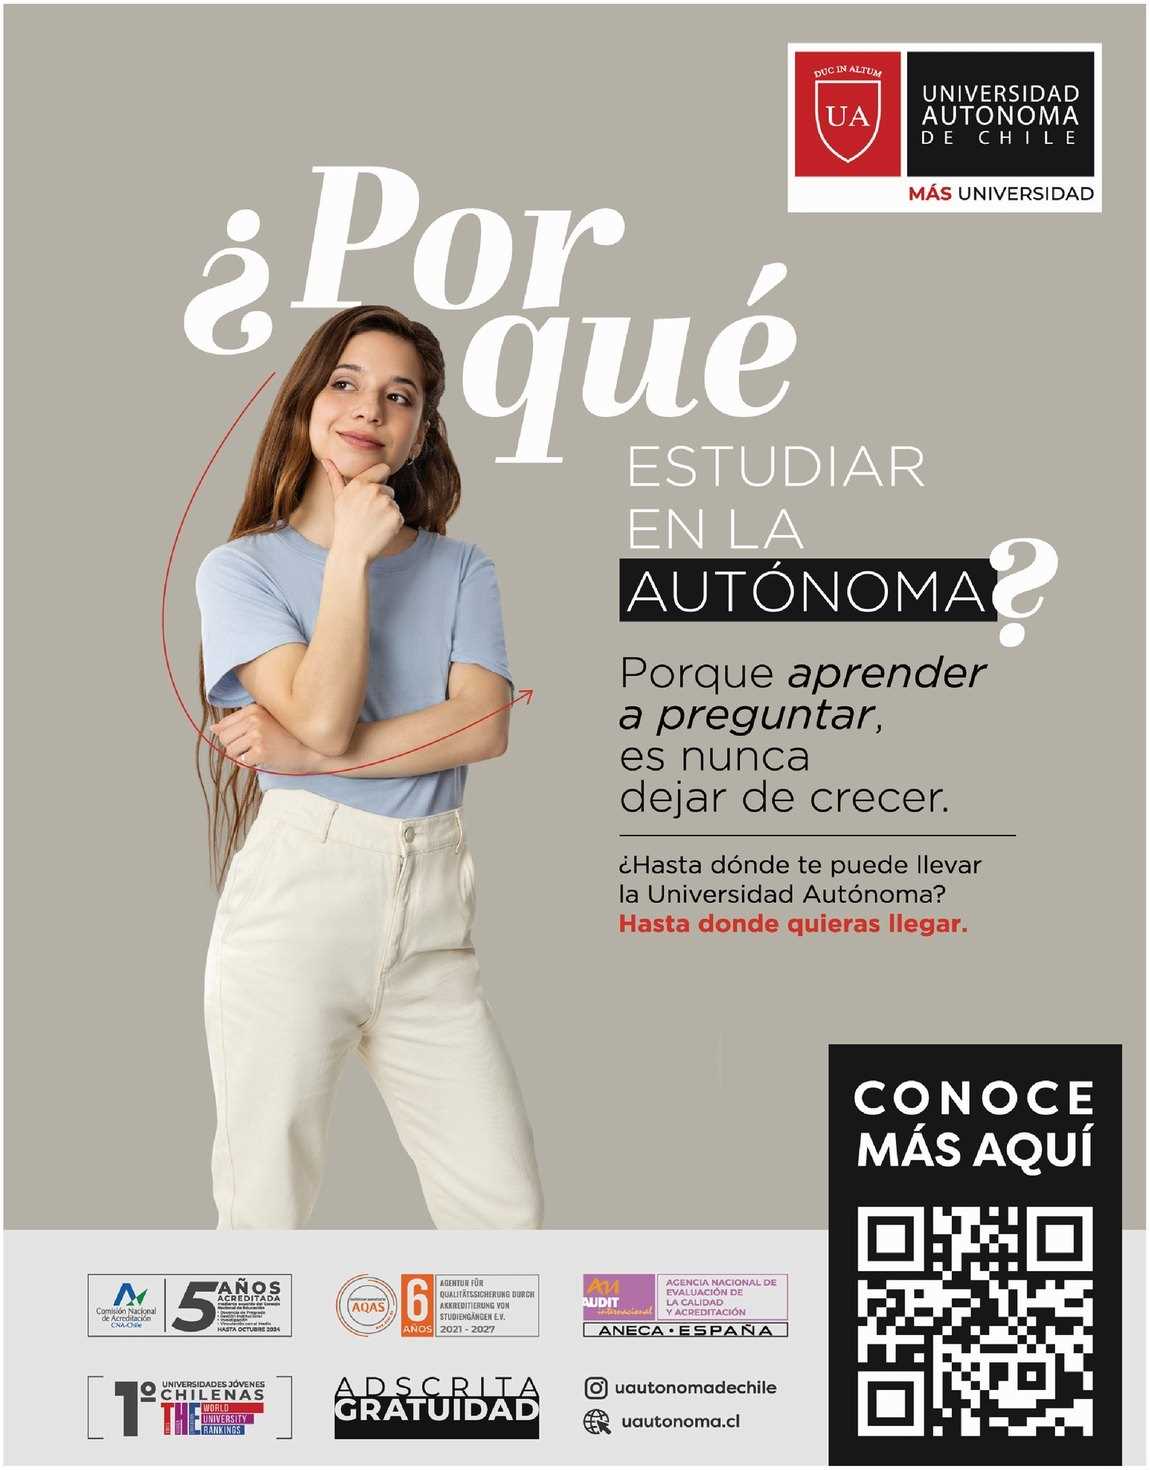 DUC IN ALTUM
UA
UNIVERSIDAD
AUTONOMA
DE CHILE
MÁS UNIVERSIDAD
¿Por
qué
ESTUDIAR
EN LA
AUTÓNOMA?
Porque aprender
a preguntar,
es nunca
dejar de crecer.
¿Hasta dónde te puede llevar
la Universidad Autónoma?
Hasta donde quieras llegar.
CONOCE
MÁS AQUÍ
Comisión Nacional
de Acreditación
CNA-Chile
5 AÑOS
ACREDITADA
HASTA OCTUBRE 2024
AQAS
6
AÑOS
AGENTUR FÜR
QUALITÄTSSICHERUNG DURCH
AKKREDITIERUNG VON
STUDIENGÄNGEN E.V.
2021 - 2027
AUDIT
internacional
AGENCIA NACIONAL DE
EVALUACIÓN DE
LA CALIDAD
Y ACREDITACIÓN
ANECA • ESPAÑA
1º
UNIVERSIDADES JÓVENES
CHILENAS
THE WORLD
UNIVERSITY
RANKINGS
ADSCRITA
GRATUIDAD
uautonomadechile
uautonoma.cl